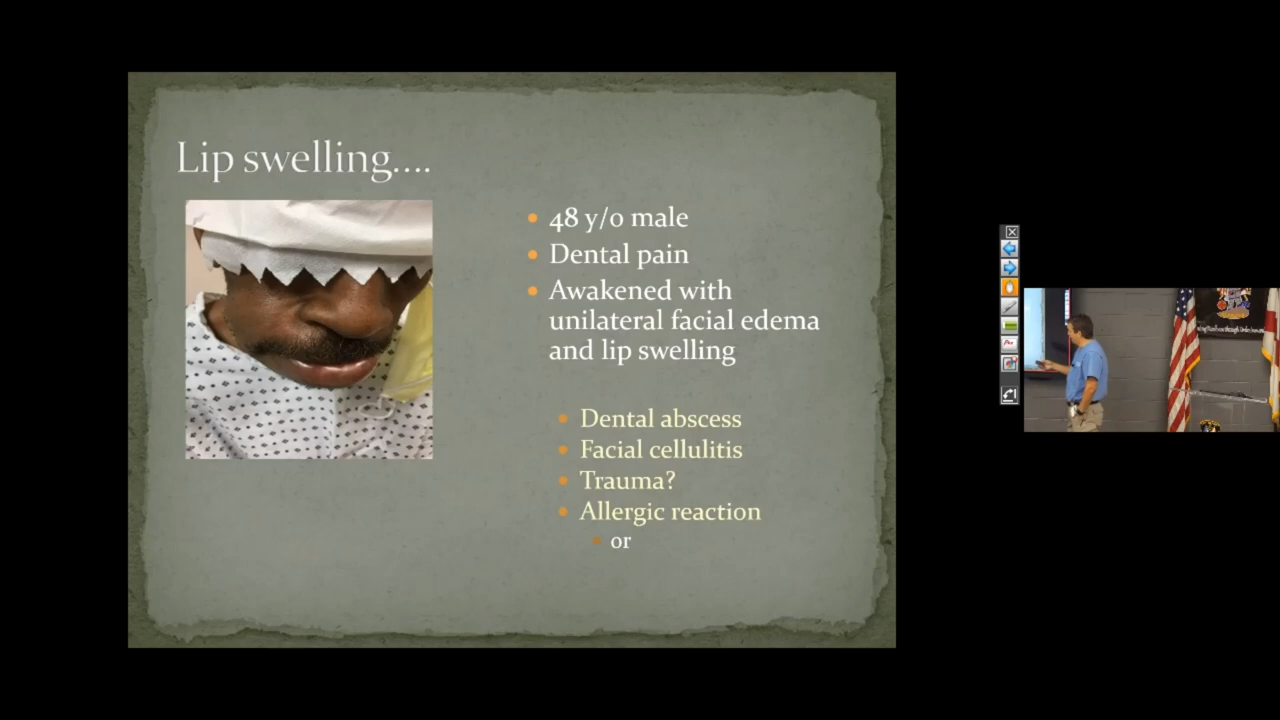 Lip swelling....
48 y/o male
Dental pain
Awakened with
unilateral facial edema
and lip swelling
Dental abscess
Facial cellulitis
Trauma?
Allergic reaction
or